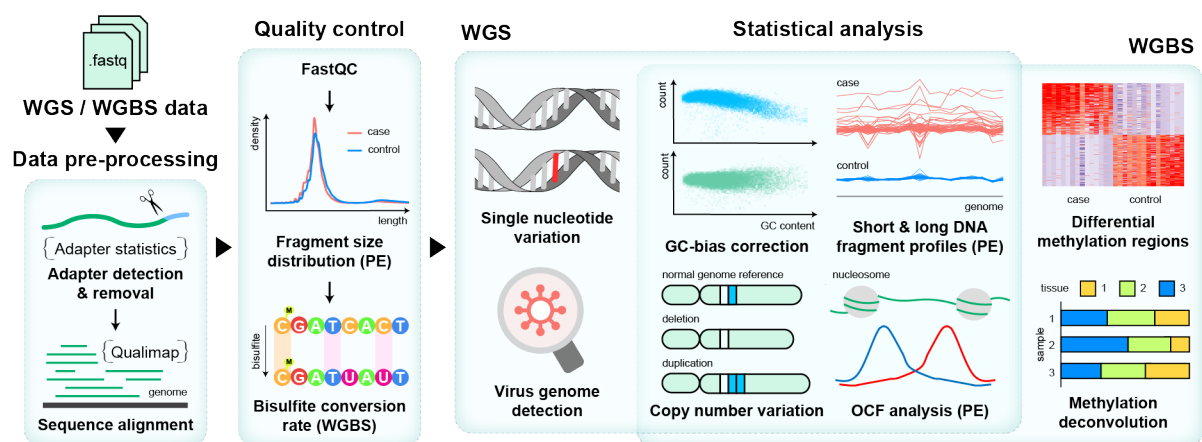 .fastq
WGS / WGBS data
Data pre-processing
{Adapter statistics}
Adapter detection
& removal
{Qualimap}
genome
Sequence alignment
Quality control
FastQC
density
case
control
length
Fragment size
distribution (PE)
bisulfite
M
CGATCACT
M
CGATUAUT
Bisulfite conversion
rate (WGBS)
Statistical analysis
WGS
WGBS
Single nucleotide
variation
Virus genome
detection
count
count
GC content
GC-bias correction
case
control
genome
Short & long DNA
fragment profiles (PE)
normal genome reference
deletion
duplication
Copy number variation
nucleosome
OCF analysis (PE)
case control
Differential
methylation regions
tissue 1 2 3
sample
1
2
3
Methylation
deconvolution